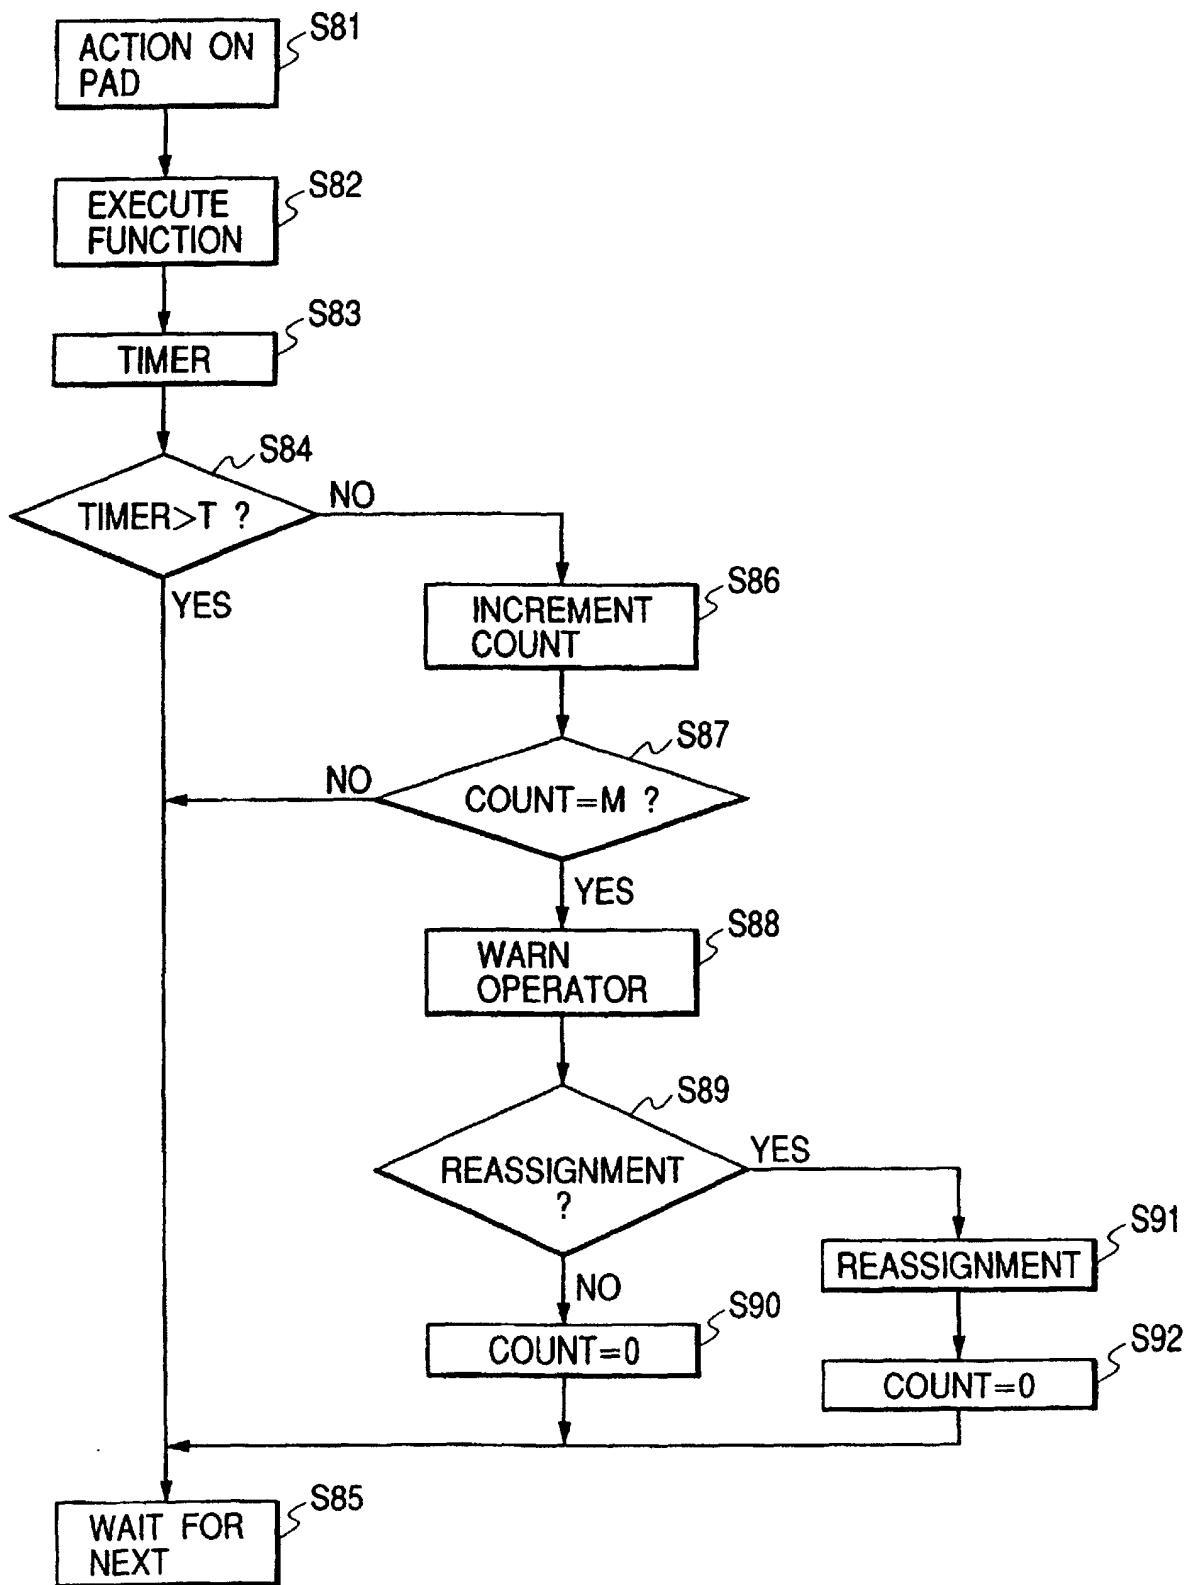 S81
ACTION ON
PAD
S82
EXECUTE
FUNCTION
S83
TIMER
S84
TIMER>T ?
NO
YES
S86
INCREMENT
COUNT
S87
NO
COUNT=M ?
YES
S88
WARN
OPERATOR
S89
YES
REASSIGNMENT
?
S91
REASSIGNMENT
NO
S90
COUNT=0
S92
COUNT=0
S85
WAIT FOR
NEXT